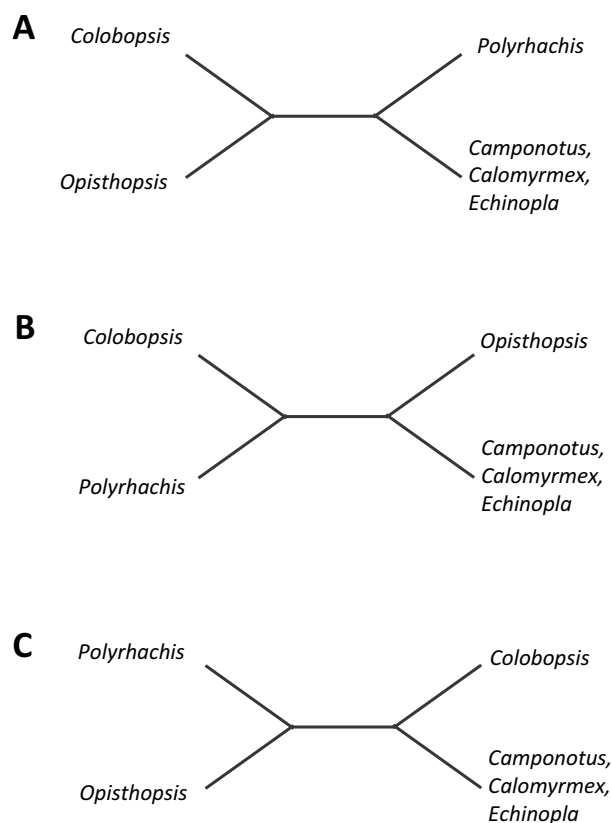 A
Colobopsis
Polyrhachis
Opisthopsis
Camponotus,
Calomyrmex,
Echinopla
B
Colobopsis
Opisthopsis
Polyrhachis
Camponotus,
Calomyrmex,
Echinopla
C
Polyrhachis
Colobopsis
Opisthopsis
Camponotus,
Calomyrmex,
Echinopla